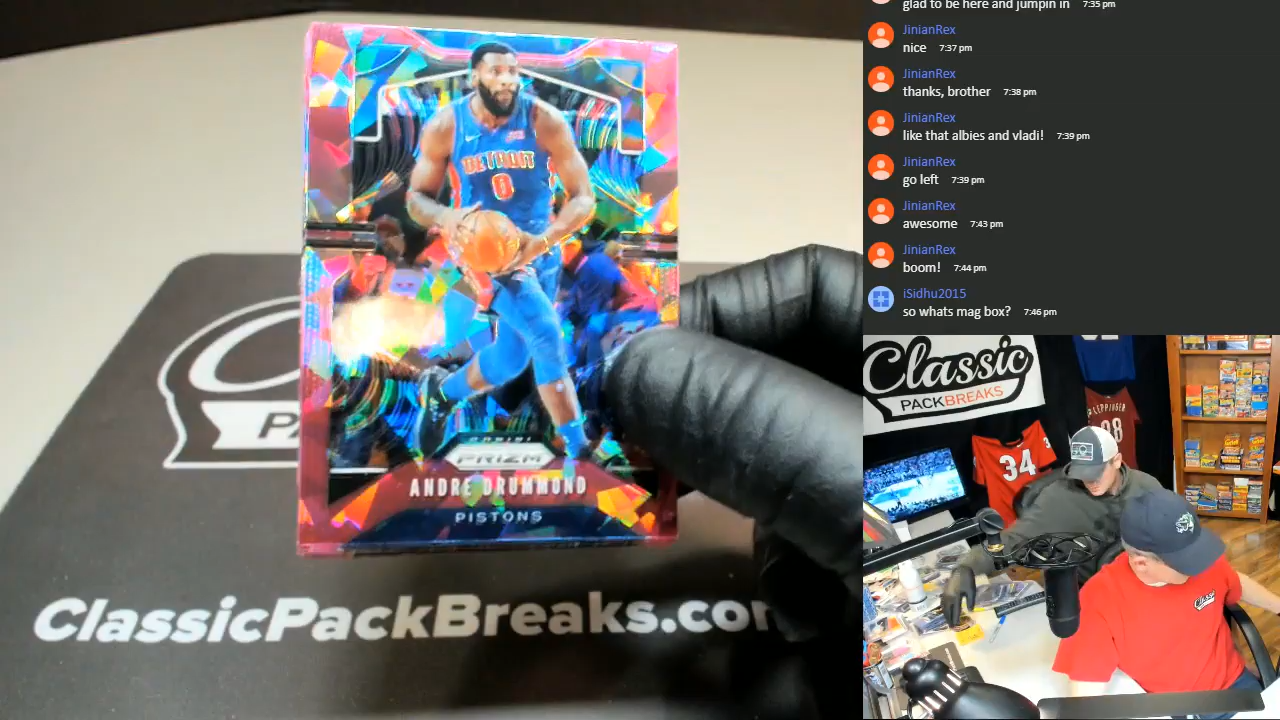 DETROIT
0
PANINI
PRIZM
ANDRE DRUMMOND
PISTONS
ClassicPackBreaks.com
glad to be here and jumpin in 7:35 pm
JinianRex
nice 7:37 pm
JinianRex
thanks, brother 7:38 pm
JinianRex
like that albies and vladi! 7:39 pm
JinianRex
go left 7:39 pm
JinianRex
awesome 7:43 pm
JinianRex
boom! 7:44 pm
iSidhu2015
so whats mag box? 7:46 pm
Classic
PACKBREAKS
34
Classic